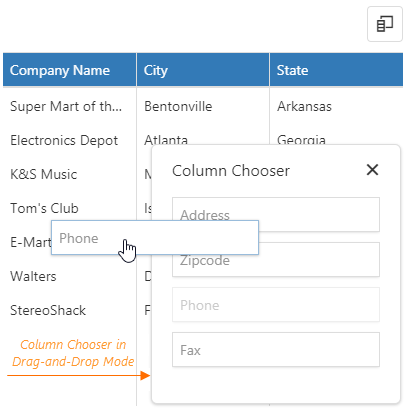 Company Name City State
Super Mart of th... Bentonville Arkansas
Electronics Depot Atlanta Georgia
Column Chooser
K&S Music
Address
Tom's Club Is
Phone
E-Mart
Zipcode
Walters
Phone
StereoShack
Fax
Column Chooser in
Drag-and-Drop Mode